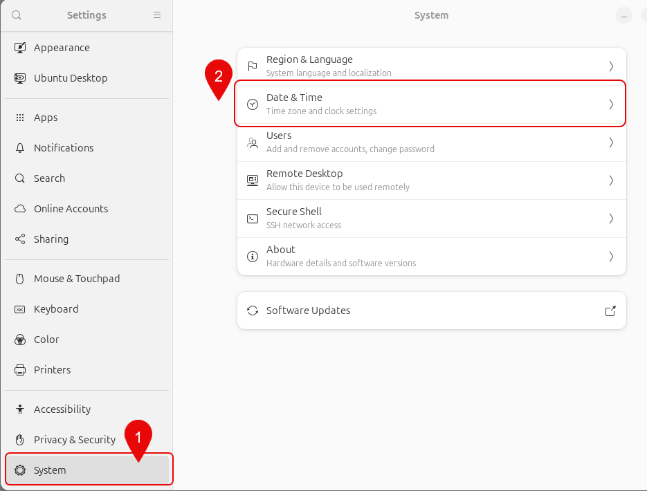 Settings
Appearance
Ubuntu Desktop
Apps
Notifications
Search
Online Accounts
Sharing
Mouse & Touchpad
Keyboard
Color
Printers
Accessibility
Privacy & Security
1
System
System
Region & Language
System language and localization
2
Date & Time
Time zone and clock settings
Users
Add and remove accounts, change password
Remote Desktop
Allow this device to be used remotely
Secure Shell
SSH network access
About
Hardware details and software versions
Software Updates